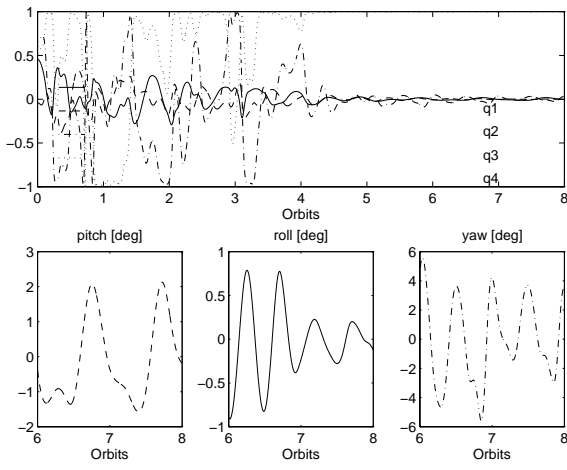 1
0.5
0
−0.5
−1
0 1 2 3 4 5 6 7 8
Orbits
q1
q2
q3
q4
pitch [deg]
3
2
1
0
−1
−2
6 7 8
Orbits
roll [deg]
1
0.5
0
−0.5
−1
6 7 8
Orbits
yaw [deg]
6
4
2
0
−2
−4
−6
6 7 8
Orbits